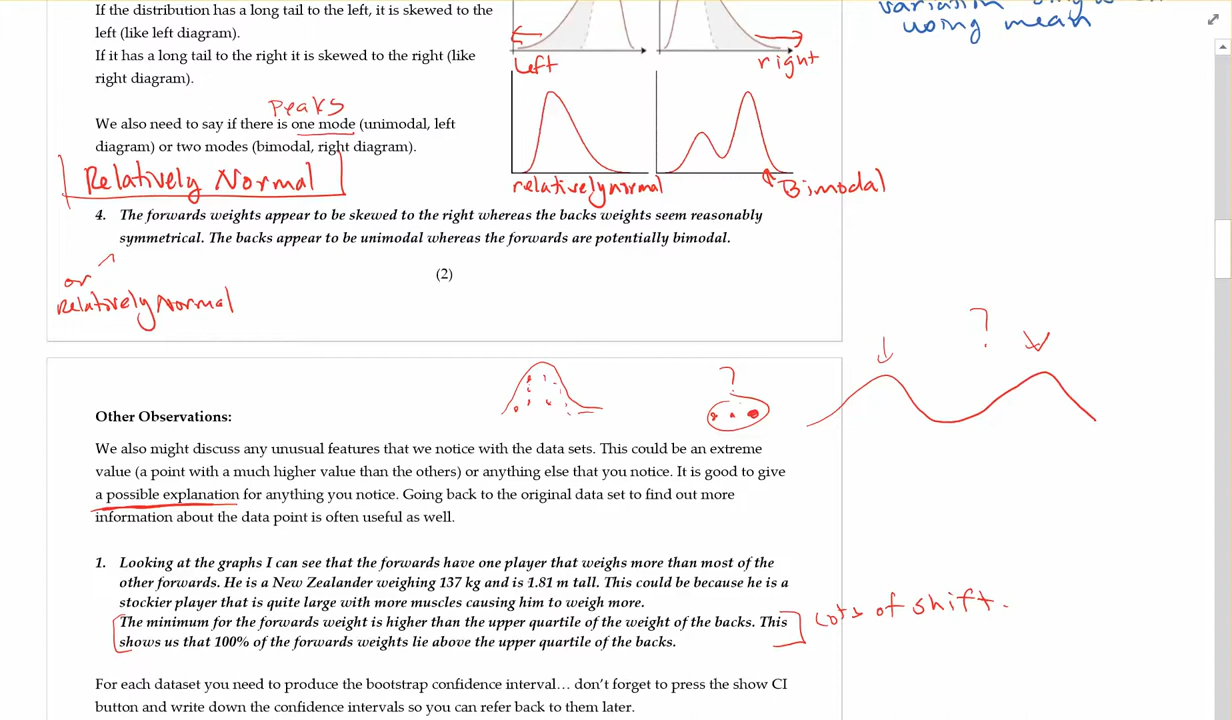 If the distribution has a long tail to the left, it is skewed to the
left (like left diagram).
If it has a long tail to the right it is skewed to the right (like
right diagram).
using mean
left
right
Peaks
We also need to say if there is one mode (unimodal, left
diagram) or two modes (bimodal, right diagram).
Relatively Normal
relatively normal
Bimodal
4. The forwards weights appear to be skewed to the right whereas the backs weights seem reasonably
symmetrical. The backs appear to be unimodal whereas the forwards are potentially bimodal.
(2)
or
Relatively Normal
?
?
Other Observations:
We also might discuss any unusual features that we notice with the data sets. This could be an extreme
value (a point with a much higher value than the others) or anything else that you notice. It is good to give
a possible explanation for anything you notice. Going back to the original data set to find out more
information about the data point is often useful as well.
1. Looking at the graphs I can see that the forwards have one player that weighs more than most of the
other forwards. He is a New Zealander weighing 137 kg and is 1.81 m tall. This could be because he is a
stockier player that is quite large with more muscles causing him to weigh more.
The minimum for the forwards weight is higher than the upper quartile of the weight of the backs. This
shows us that 100% of the forwards weights lie above the upper quartile of the backs.
Lots of shift.
For each dataset you need to produce the bootstrap confidence interval... don't forget to press the show CI
button and write down the confidence intervals so you can refer back to them later.